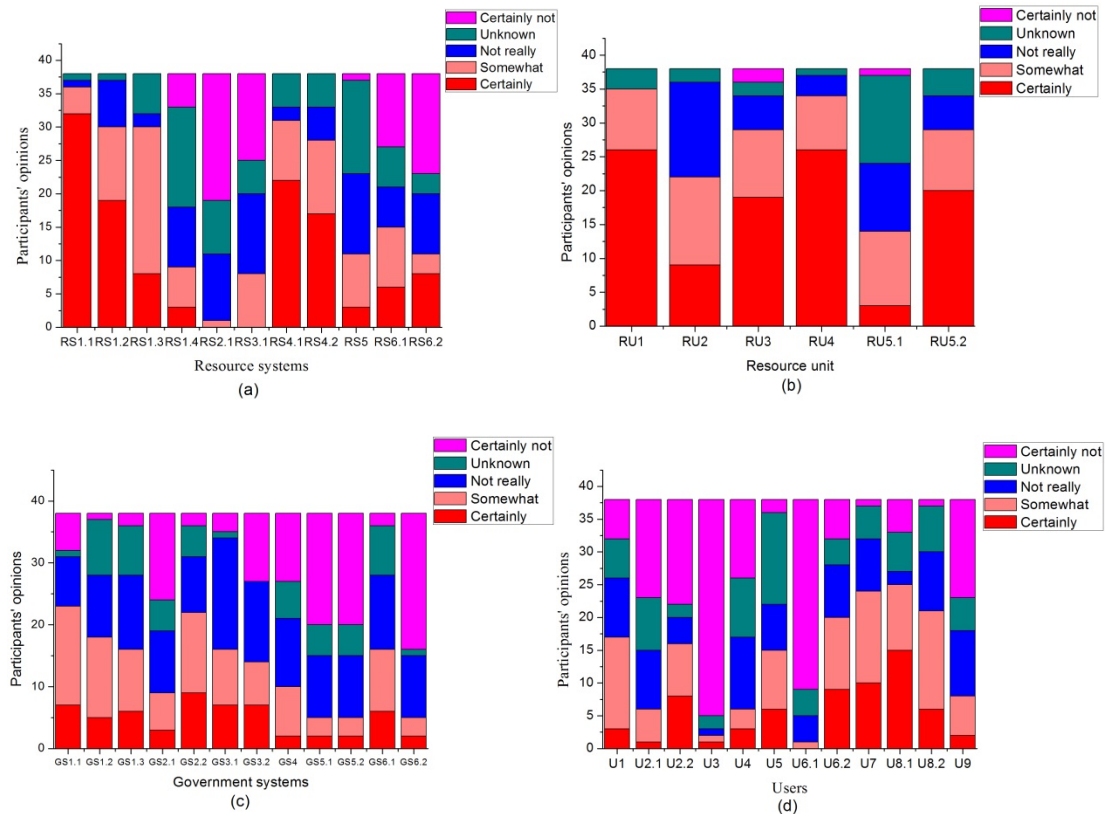 Certainly not
Unknown
Not really
Somewhat
Certainly
Participants' opinions
40
35
30
25
20
15
10
5
0
RS1.1 RS1.2 RS1.3 RS1.4 RS2.1 RS3.1 RS4.1 RS4.2 RS5 RS6.1 RS6.2
Resource systems
(a)
Certainly not
Unknown
Not really
Somewhat
Certainly
Participants' opinions
40
35
30
25
20
15
10
5
0
RU1 RU2 RU3 RU4 RU5.1 RU5.2
Resource unit
(b)
Certainly not
Unknown
Not really
Somewhat
Certainly
Participants' opinions
40
30
20
10
0
GS1.1 GS1.2 GS1.3 GS2.1 GS2.2 GS3.1 GS3.2 GS4 GS5.1 GS5.2 GS6.1 GS6.2
Government systems
(c)
Certainly not
Unknown
Not really
Somewhat
Certainly
Participants' opinions
40
35
30
25
20
15
10
5
0
U1 U2.1 U2.2 U3 U4 U5 U6.1 U6.2 U7 U8.1 U8.2 U9
Users
(d)